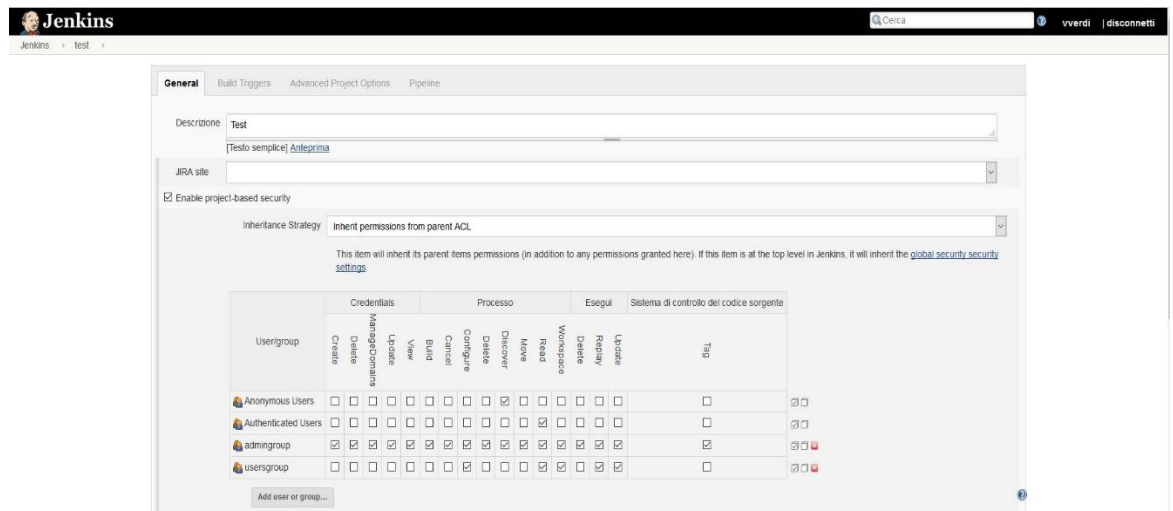 Jenkins
Cerca
vverdi | disconnetti
Jenkins › test ›
General Build Triggers Advanced Project Options Pipeline
Descrizione Test
[Testo semplice] Anteprima
JIRA site
Enable project-based security
Inheritance Strategy Inherit permissions from parent ACL
This item will inherit its parent items permissions (in addition to any permissions granted here). If this item is at the top level in Jenkins, it will inherit the global security security
settings.
Credentials Processo Esegui Sistema di controllo del codice sorgente
User/group Create Delete ManageDomains Update View Build Cancel Configure Delete Discover Move Read Workspace Delete Replay Update Tag
Anonymous Users
Authenticated Users
admingroup
usersgroup
Add user or group...